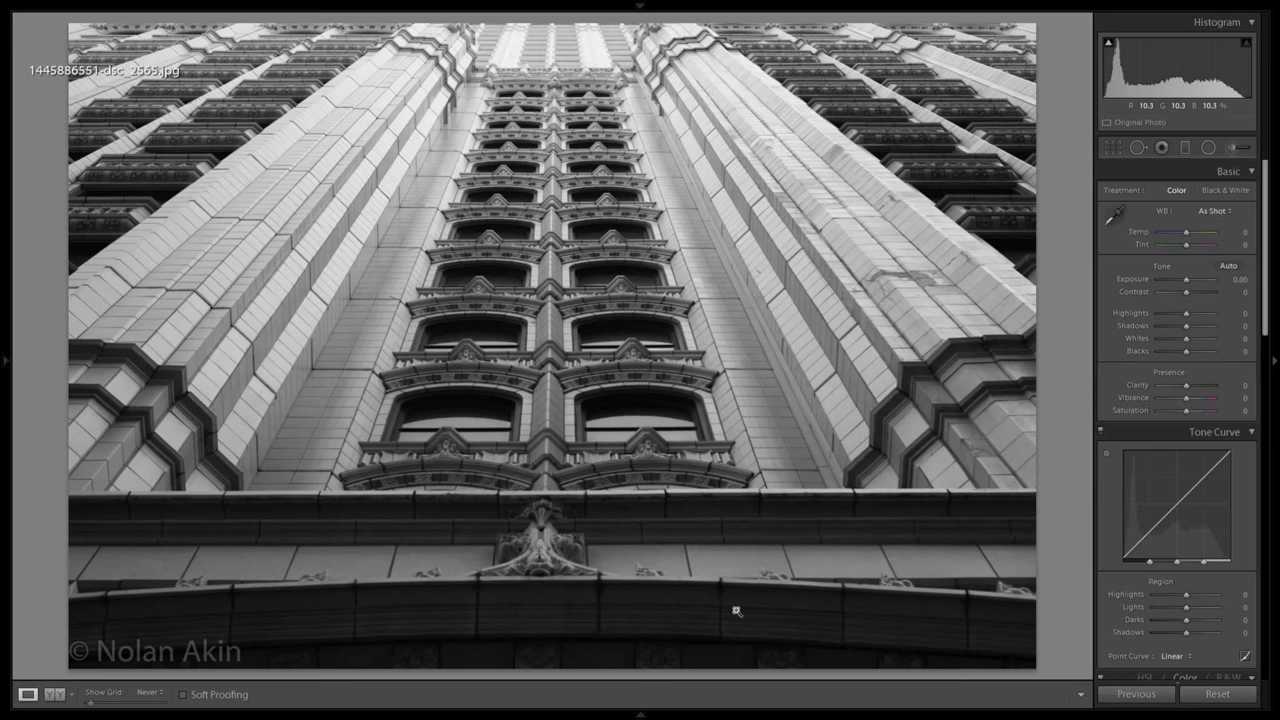 Histogram
1445886551-dsc_2565.jpg
R 10.3 G 10.3 B 10.3 %
Original Photo
Basic
Treatment : Color Black & White
WB : As Shot
Temp 0
Tint 0
Tone Auto
Exposure 0.00
Contrast 0
Highlights 0
Shadows 0
Whites 0
Blacks 0
Presence
Clarity 0
Vibrance 0
Saturation 0
Tone Curve
Region
Highlights 0
Lights 0
Darks 0
Shadows 0
Point Curve : Linear
HSL / Color / B & W
© Nolan Akin
Y Y Show Grid: Never Soft Proofing
Previous Reset